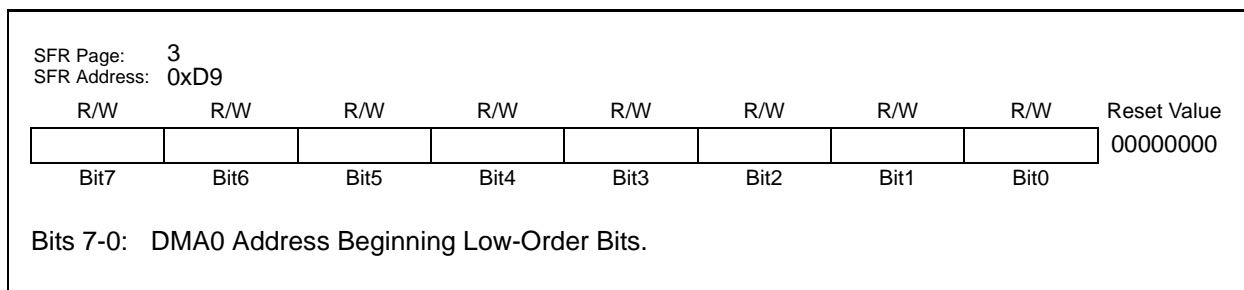 SFR Page: 3
SFR Address: 0xD9
R/W R/W R/W R/W R/W R/W R/W R/W Reset Value
00000000
Bit7 Bit6 Bit5 Bit4 Bit3 Bit2 Bit1 Bit0
Bits 7-0: DMA0 Address Beginning Low-Order Bits.